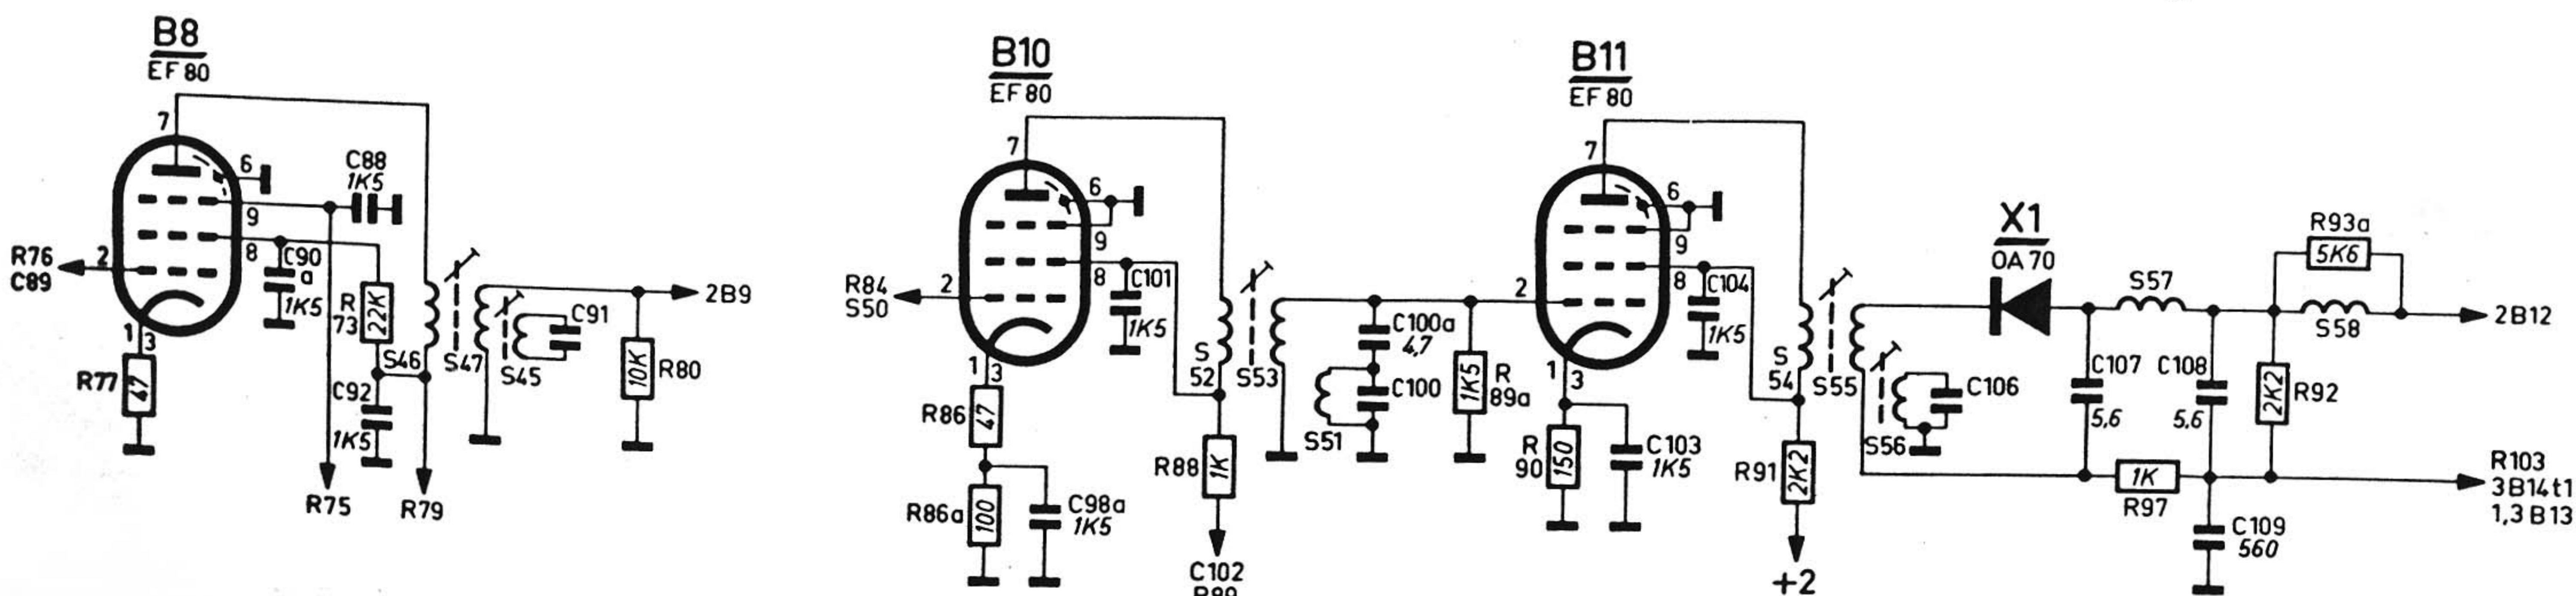 B8
EF 80
7
6
C88
1K5
9
R76
C89
2
8
C90
a
1K5
R
73
22K
1
3
R77
47
S46
C92
1K5
S47
S45
C91
2B9
10K
R80
R75
R79
B10
EF 80
7
6
9
8
R84
S50
2
C101
1K5
1
3
S
52
S53
R86
47
R86a
100
C98a
1K5
R88
1K
C102
C100a
4,7
C100
S51
1K5
R
89a
B11
EF 80
7
6
9
8
2
C104
1K5
1
3
R
90
150
C103
1K5
S
54
S55
R91
2K2
+2
S56
C106
X1
OA 70
S57
R93a
5K6
S58
2B12
C107
5,6
C108
5,6
2K2
R92
1K
R97
C109
560
R103
3B14t1
1,3 B13